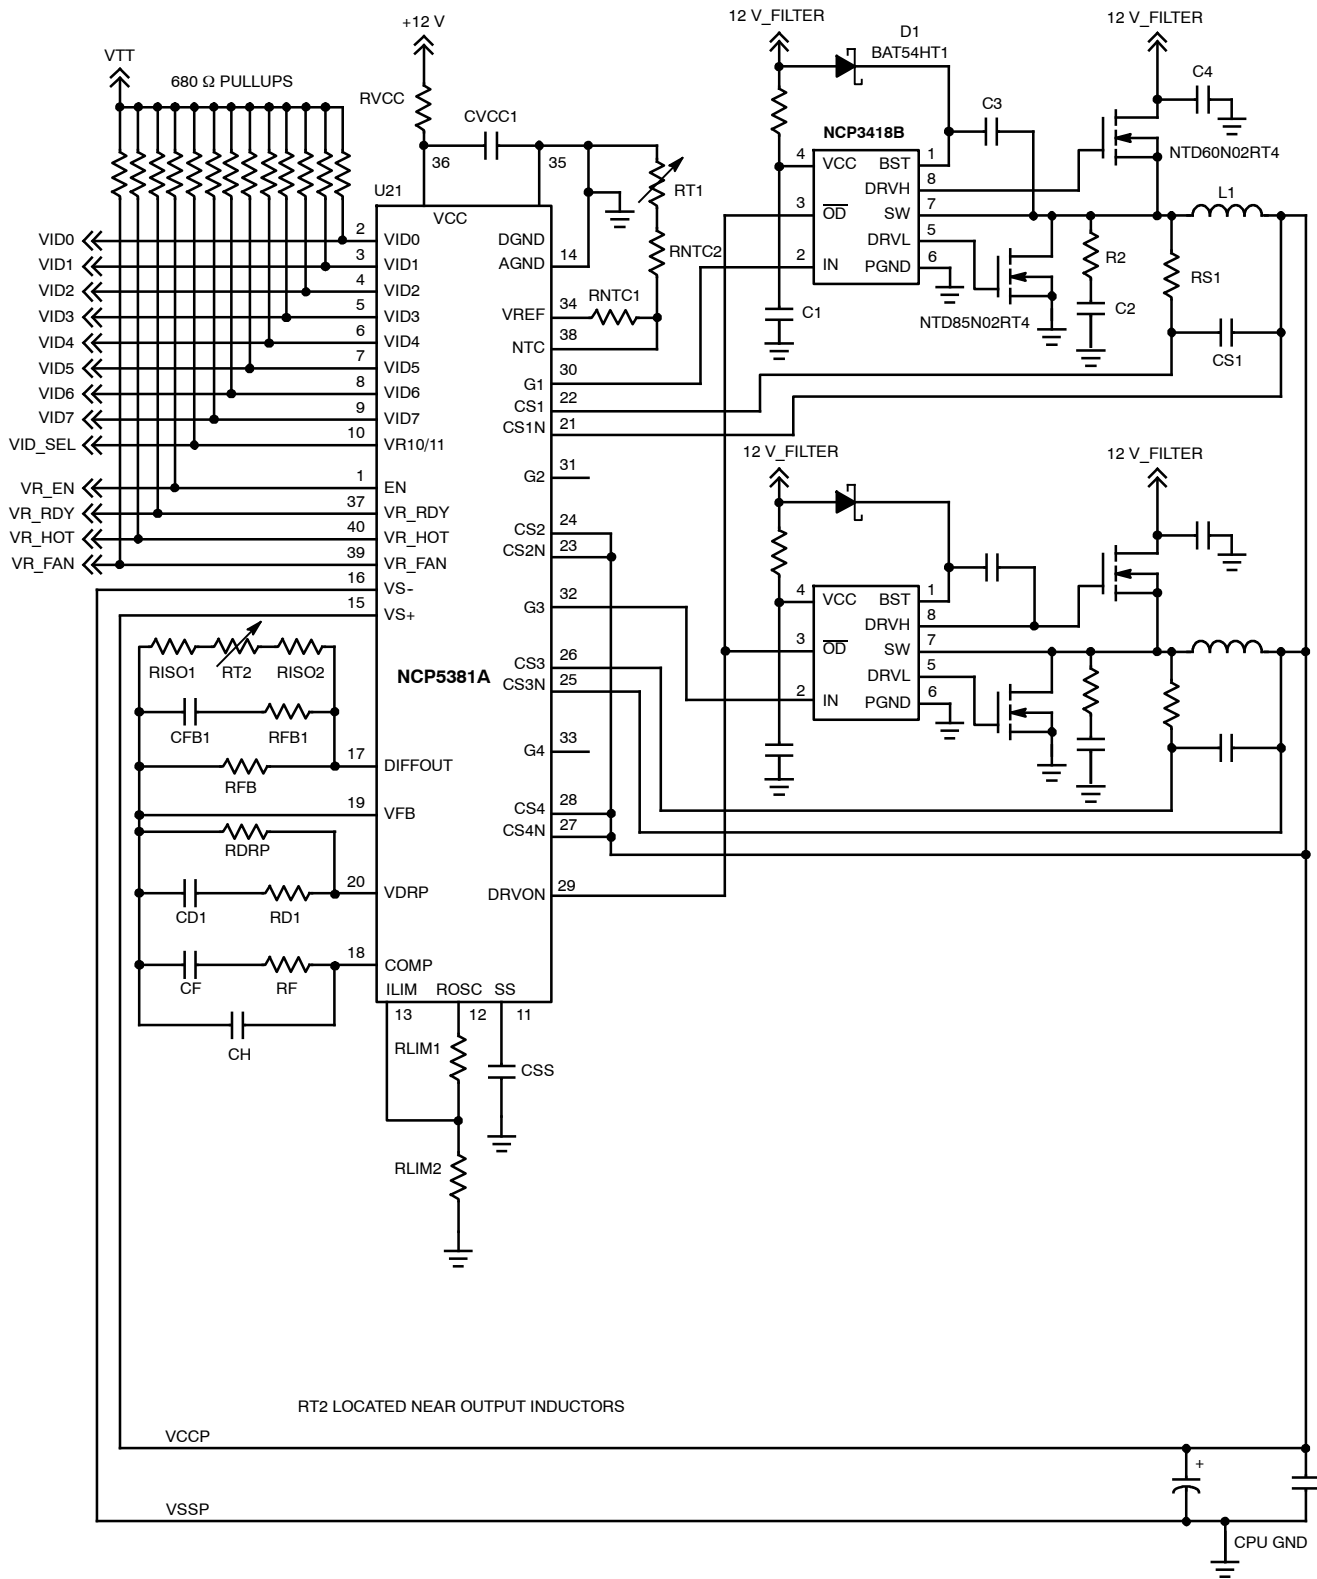 12 V_FILTER
12 V_FILTER
+12 V
D1
BAT54HT1
VTT
680 Ω PULLUPS
C4
RVCC
CVCC1
C3
NCP3418B
36
35
4
VCC
BST
1
NTD60N02RT4
U21
RT1
DRVH
8
L1
VCC
3
OD
SW
7
VID0
2
VID0
DGND
DRVL
5
RNTC2
R2
VID1
3
VID1
AGND
14
2
IN
PGND
6
RS1
VID2
4
VID2
RNTC1
VID3
5
VID3
VREF
34
C1
NTD85N02RT4
C2
VID4
6
VID4
NTC
38
CS1
VID5
7
VID5
G1
30
VID6
8
VID6
CS1
22
VID7
9
VID7
CS1N
21
VID_SEL
10
VR10/11
12 V_FILTER
12 V_FILTER
G2
31
VR_EN
1
EN
VR_RDY
37
VR_RDY
CS2
24
VR_HOT
40
VR_HOT
CS2N
23
VR_FAN
39
VR_FAN
16
VS-
4
VCC
BST
1
15
VS+
G3
32
DRVH
8
3
OD
SW
7
RISO1
RT2
RISO2
NCP5381A
CS3
26
DRVL
5
CS3N
25
2
IN
PGND
6
CFB1
RFB1
G4
33
17
DIFFOUT
RFB
19
VFB
CS4
28
CS4N
27
RDRP
20
VDRP
DRVON
29
CD1
RD1
18
COMP
CF
RF
ILIM
ROSC
SS
13
12
11
CH
RLIM1
CSS
RLIM2
RT2 LOCATED NEAR OUTPUT INDUCTORS
VCCP
+
VSSP
CPU GND